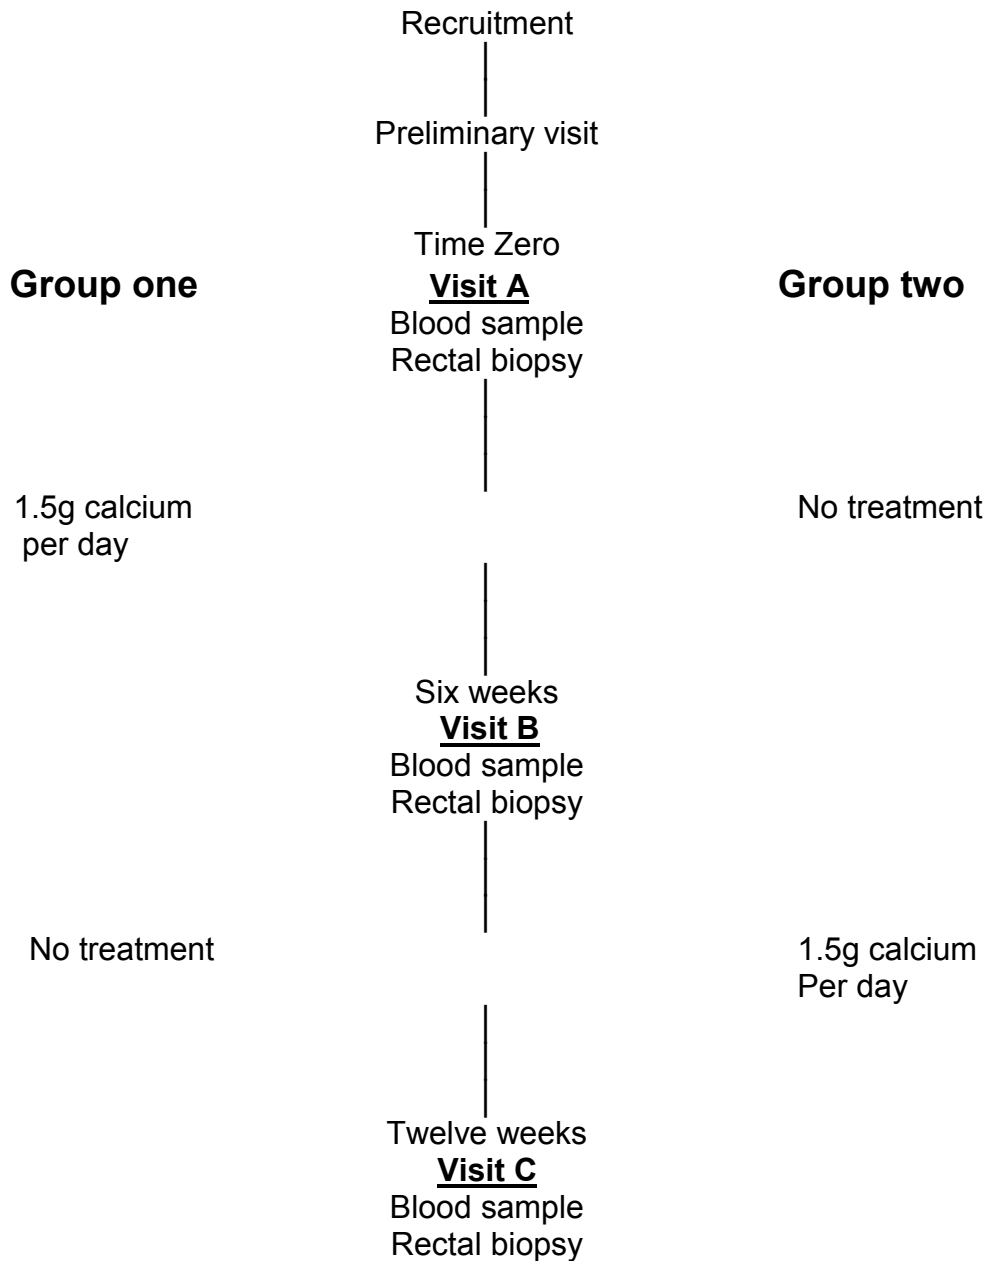 Recruitment
Preliminary visit
Time Zero
Group one
Visit A
Group two
Blood sample
Rectal biopsy
1.5g calcium
per day
No treatment
Six weeks
Visit B
Blood sample
Rectal biopsy
No treatment
1.5g calcium
Per day
Twelve weeks
Visit C
Blood sample
Rectal biopsy